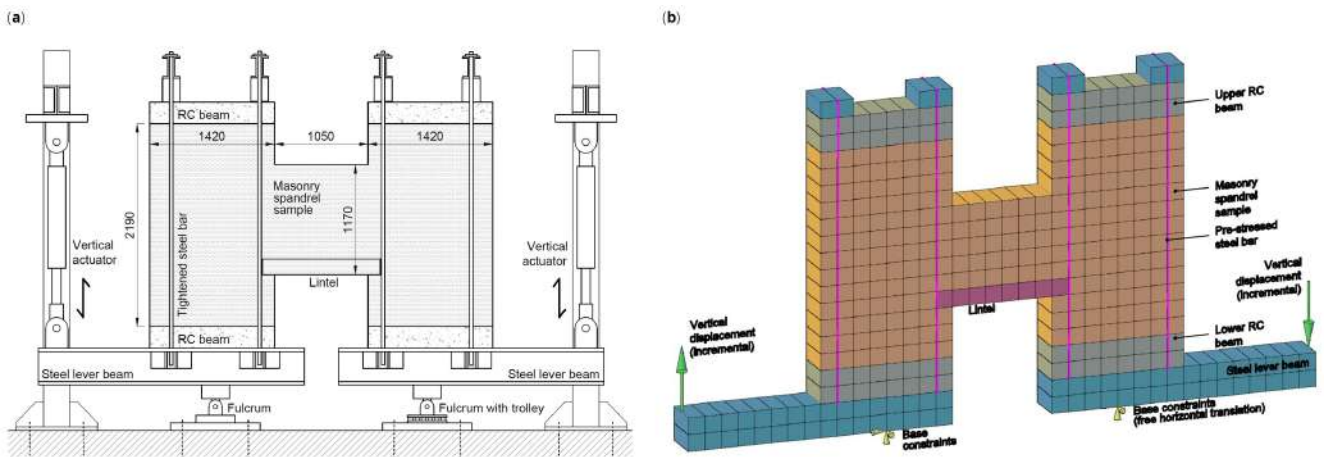 (a)
RC beam
1420
1050
1420
Masonry
spandrel
sample
2190
1170
Tightened steel bar
Vertical
actuator
Vertical
actuator
Lintel
RC beam
Steel lever beam
Steel lever beam
Fulcrum
Fulcrum with trolley
(b)
Upper RC
beam
Masonry
spandrel
sample
Pre-stressed
steel bar
Vertical
displacement
(incremental)
Lintel
Vertical
displacement
(incremental)
Lower RC
beam
Steel lever beam
Base constraints
(free horizontal translation)
Base
constraints